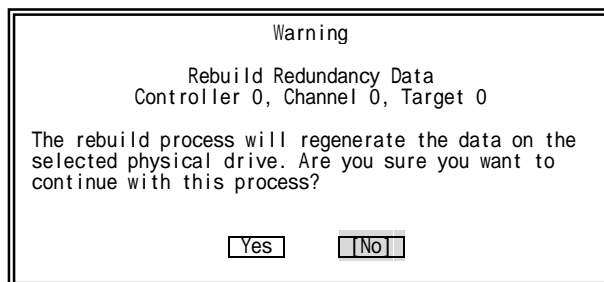 Warning
Rebuild Redundancy Data
Controller 0, Channel 0, Target 0
The rebuild process will regenerate the data on the
selected physical drive. Are you sure you want to
continue with this process?
Yes [No]